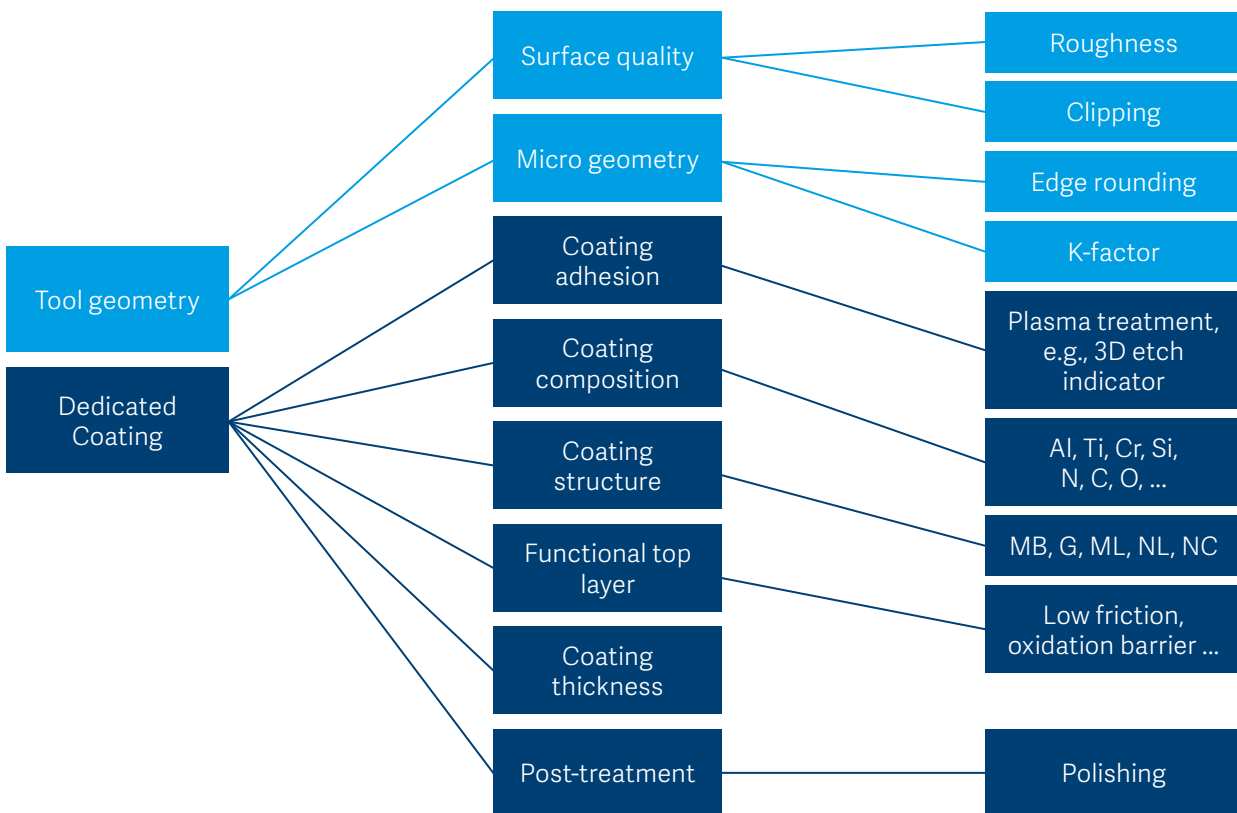 Tool geometry
Dedicated
Coating
Surface quality
Micro geometry
Coating
adhesion
Coating
composition
Coating
structure
Functional top
layer
Coating
thickness
Post-treatment
Roughness
Clipping
Edge rounding
K-factor
Plasma treatment,
e.g., 3D etch
indicator
Al, Ti, Cr, Si,
N, C, O, ...
MB, G, ML, NL, NC
Low friction,
oxidation barrier ...
Polishing